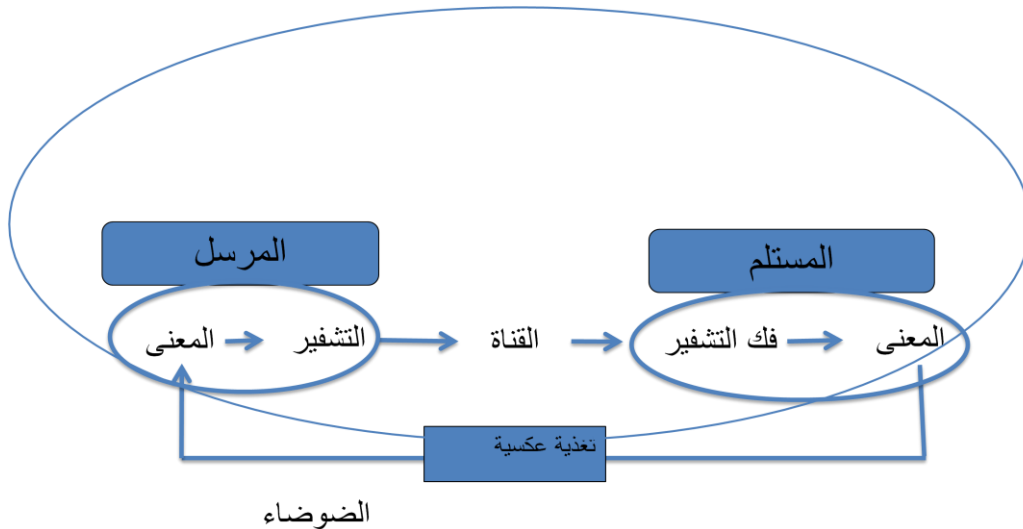 المرسل
المستلم
المعنى
التشفير
القناة
فك التشفير
المعنى
تغذية عكسية
الضوضاء